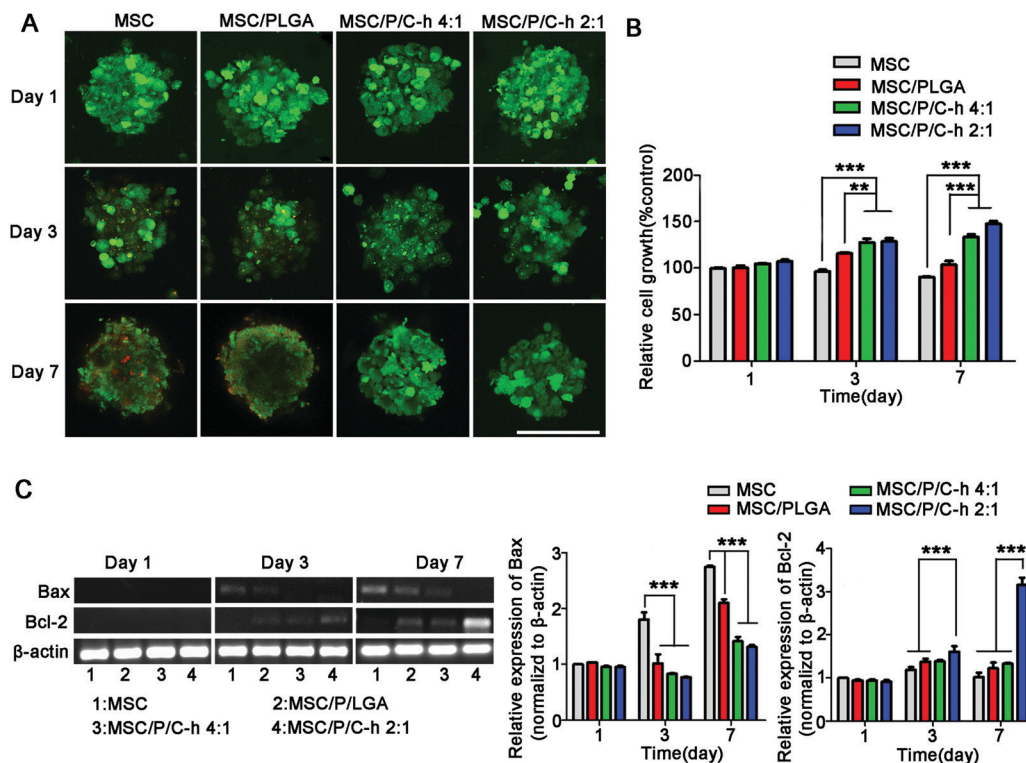 A
MSC MSC/PLGA MSC/P/C-h 4:1 MSC/P/C-h 2:1
Day 1
Day 3
Day 7
B
MSC
MSC/PLGA
MSC/P/C-h 4:1
MSC/P/C-h 2:1
Relative cell growth(%control)
200
150
100
50
0
***
**
***
***
1 3 7
Time(day)
C
Day 1 Day 3 Day 7
Bax
Bcl-2
β-actin
1 2 3 4 1 2 3 4 1 2 3 4
1:MSC 2:MSC/P/LGA
3:MSC/P/C-h 4:1 4:MSC/P/C-h 2:1
MSC MSC/P/C-h 4:1
MSC/PLGA MSC/P/C-h 2:1
Relative expression of Bax
(normalizd to β-actin)
3
2
1
0
***
***
1 3 7
Time(day)
Relative expression of Bcl-2
(normalizd to β-actin)
4
3
2
1
0
***
***
1 3 7
Time(day)